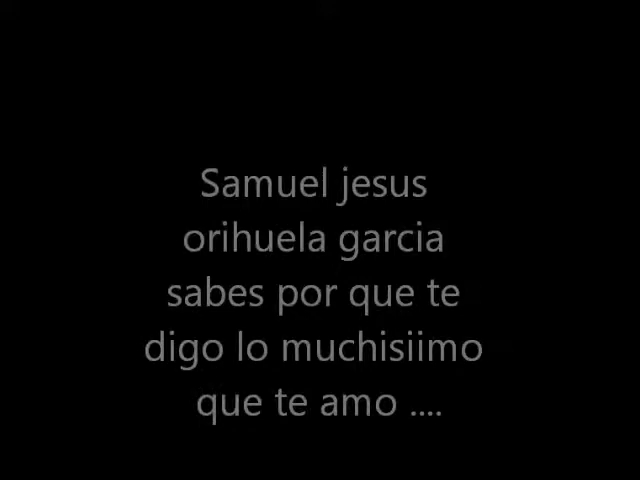 Samuel jesus
orihuela garcia
sabes por que te
digo lo muchisiimo
que te amo ....